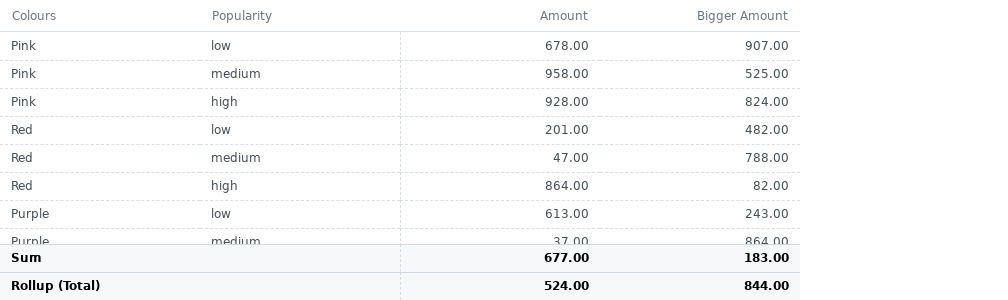 Colours Popularity Amount Bigger Amount
Pink low 678.00 907.00
Pink medium 958.00 525.00
Pink high 928.00 824.00
Red low 201.00 482.00
Red medium 47.00 788.00
Red high 864.00 82.00
Purple low 613.00 243.00
Purple medium 37.00 864.00
Sum 677.00 183.00
Rollup (Total) 524.00 844.00